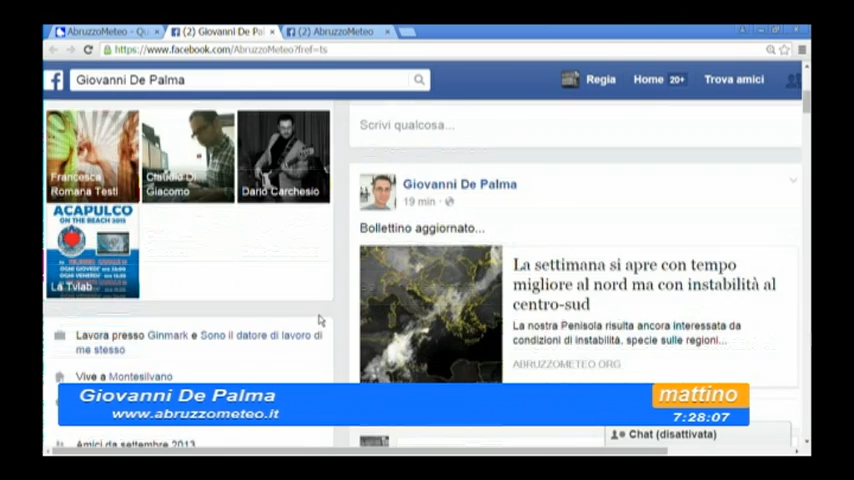 AbruzzoMeteo - Qu
(2) Giovanni De Pal
(2) AbruzzoMeteo
https://www.facebook.com/AbruzzoMeteo?fref=ts
Giovanni De Palma
Regia
Home 20+
Trova amici
Francesca
Romana Testi
Claudio Di
Giacomo
Dario Carchesio
ACAPULCO
ON THE BEACH 2015
La Tvlab
Lavora presso Ginmark e Sono il datore di lavoro di
me stesso
Vive a Montesilvano
Amici da settembre 2013
Scrivi qualcosa...
Giovanni De Palma
19 min ·
Bollettino aggiornato...
La settimana si apre con tempo
migliore al nord ma con instabilità al
centro-sud
La nostra Penisola risulta ancora interessata da
condizioni di instabilità, specie sulle regioni...
ABRUZZOMETEO.ORG
Giovanni De Palma
www.abruzzometeo.it
mattino
7:28:07
Chat (disattivata)